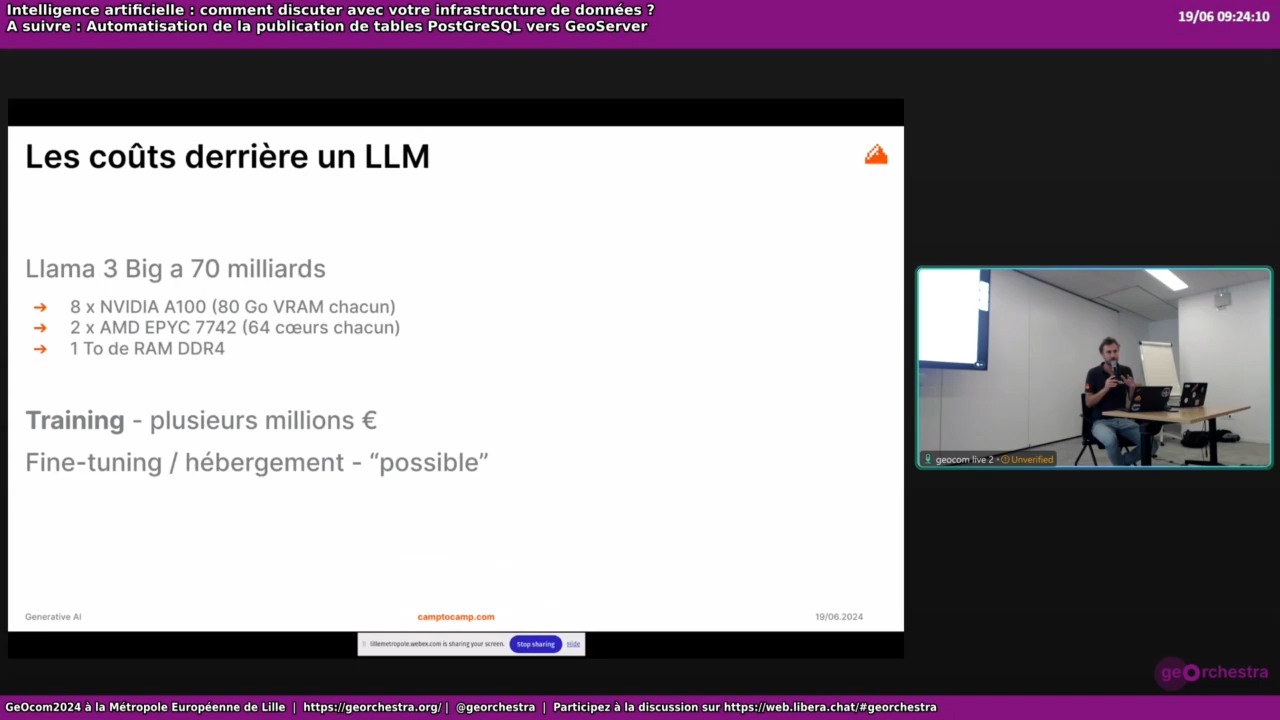 Intelligence artificielle : comment discuter avec votre infrastructure de données ?
A suivre : Automatisation de la publication de tables PostGreSQL vers GeoServer
19/06 09:24:10
Les coûts derrière un LLM
Llama 3 Big a 70 milliards
➔ 8 x NVIDIA A100 (80 Go VRAM chacun)
➔ 2 x AMD EPYC 7742 (64 cœurs chacun)
➔ 1 To de RAM DDR4
Training - plusieurs millions €
Fine-tuning / hébergement - “possible”
Generative AI
camptocamp.com
19/06.2024
lillemetropole.webex.com is sharing your screen.
Stop sharing
Hide
geocom live 2 - Unverified
geOrchestra
GeOcom2024 à la Métropole Européenne de Lille | https://georchestra.org/ | @georchestra | Participez à la discussion sur https://web.libera.chat/#georchestra